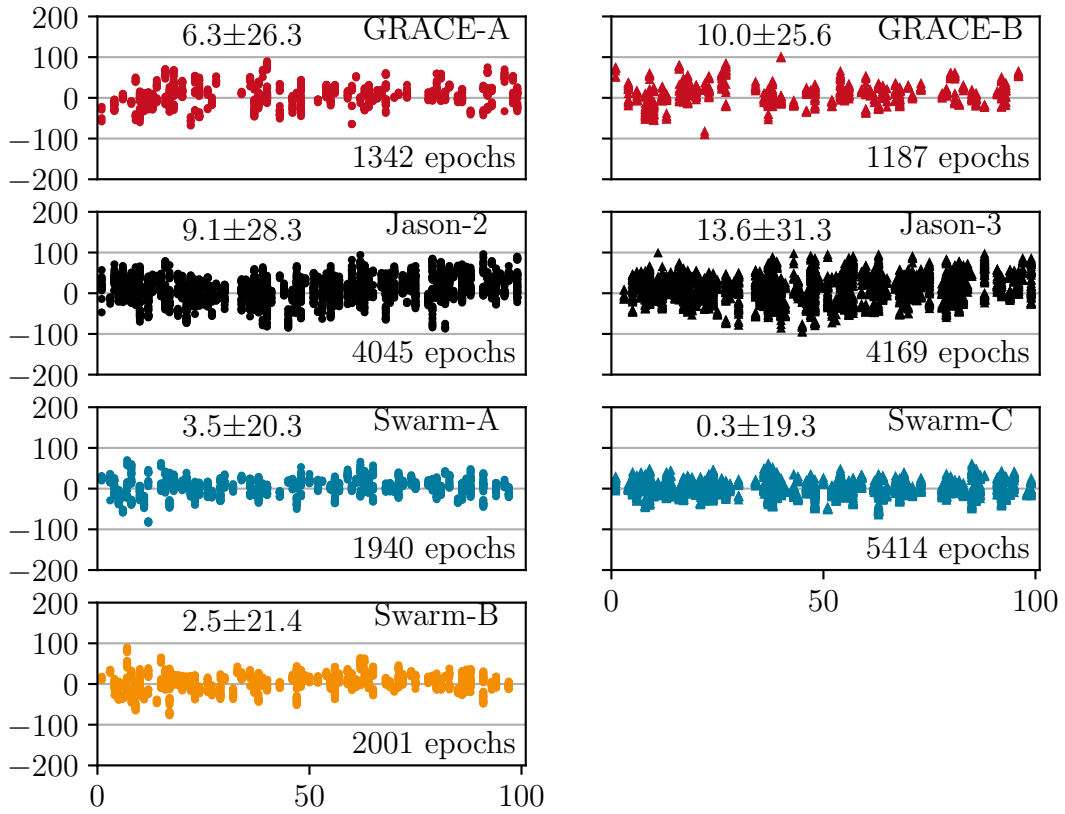 200
100
0
−100
−200
6.3±26.3 GRACE-A
1342 epochs
10.0±25.6 GRACE-B
1187 epochs
200
100
0
−100
−200
9.1±28.3 Jason-2
4045 epochs
13.6±31.3 Jason-3
4169 epochs
200
100
0
−100
−200
3.5±20.3 Swarm-A
1940 epochs
0.3±19.3 Swarm-C
5414 epochs
0 50 100
200
100
0
−100
−200
2.5±21.4 Swarm-B
2001 epochs
0 50 100